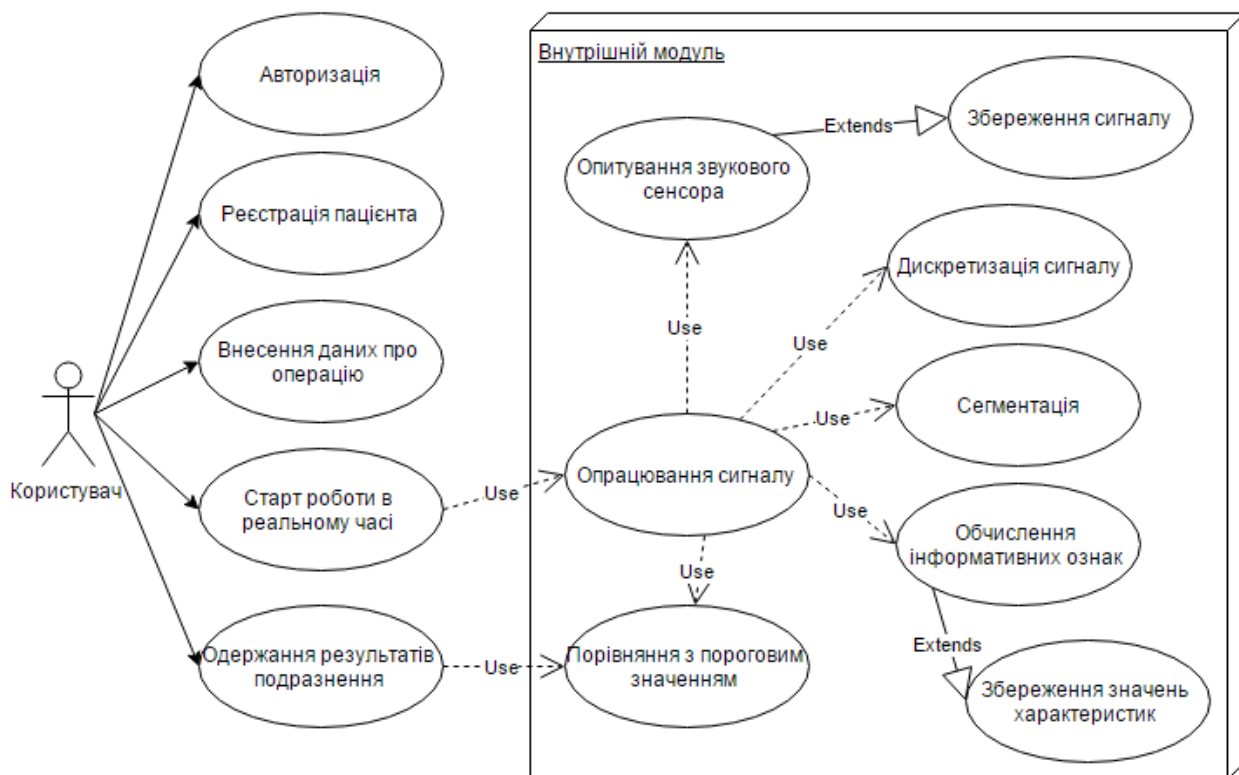 Авторизація
Реєстрація пацієнта
Внесення даних про
операцію
Користувач
Старт роботи в
реальному часі
Одержання результатів
подразнення
Use
Use
Внутрішній модуль
Опитування звукового
сенсора
Extends
Збереження сигналу
Use
Use
Дискретизація сигналу
Use
Сегментація
Опрацювання сигналу
Use
Обчислення
інформативних ознак
Use
Порівняння з пороговим
значенням
Extends
Збереження значень
характеристик